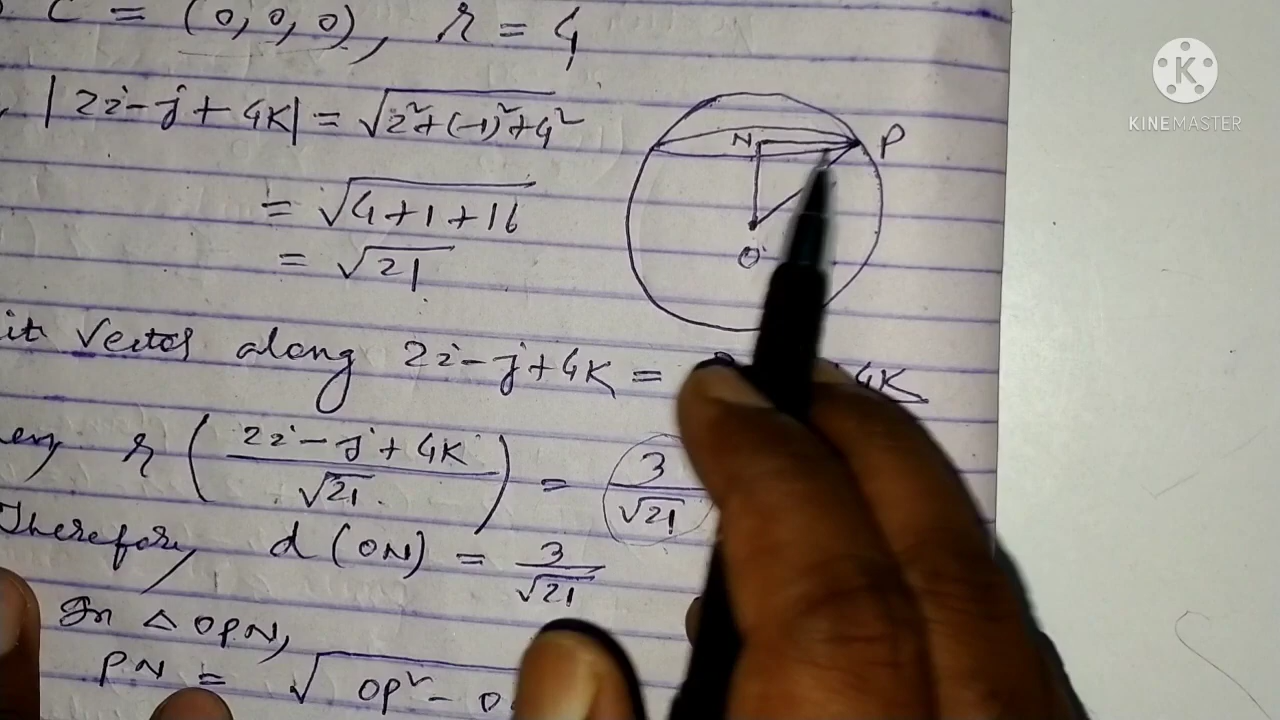 C = (0, 0, 0), r = 4
|2i - j + 4k| = √2² + (-1)² + 4²
= √4 + 1 + 16
= √21
N P
O
Vector along 2i - j + 4k = 4k
r (2i - j + 4k / √21) = 3/√21
Therefore, d (ON) = 3/√21
In △OPN,
PN = √OP² -
K
KINEMASTER